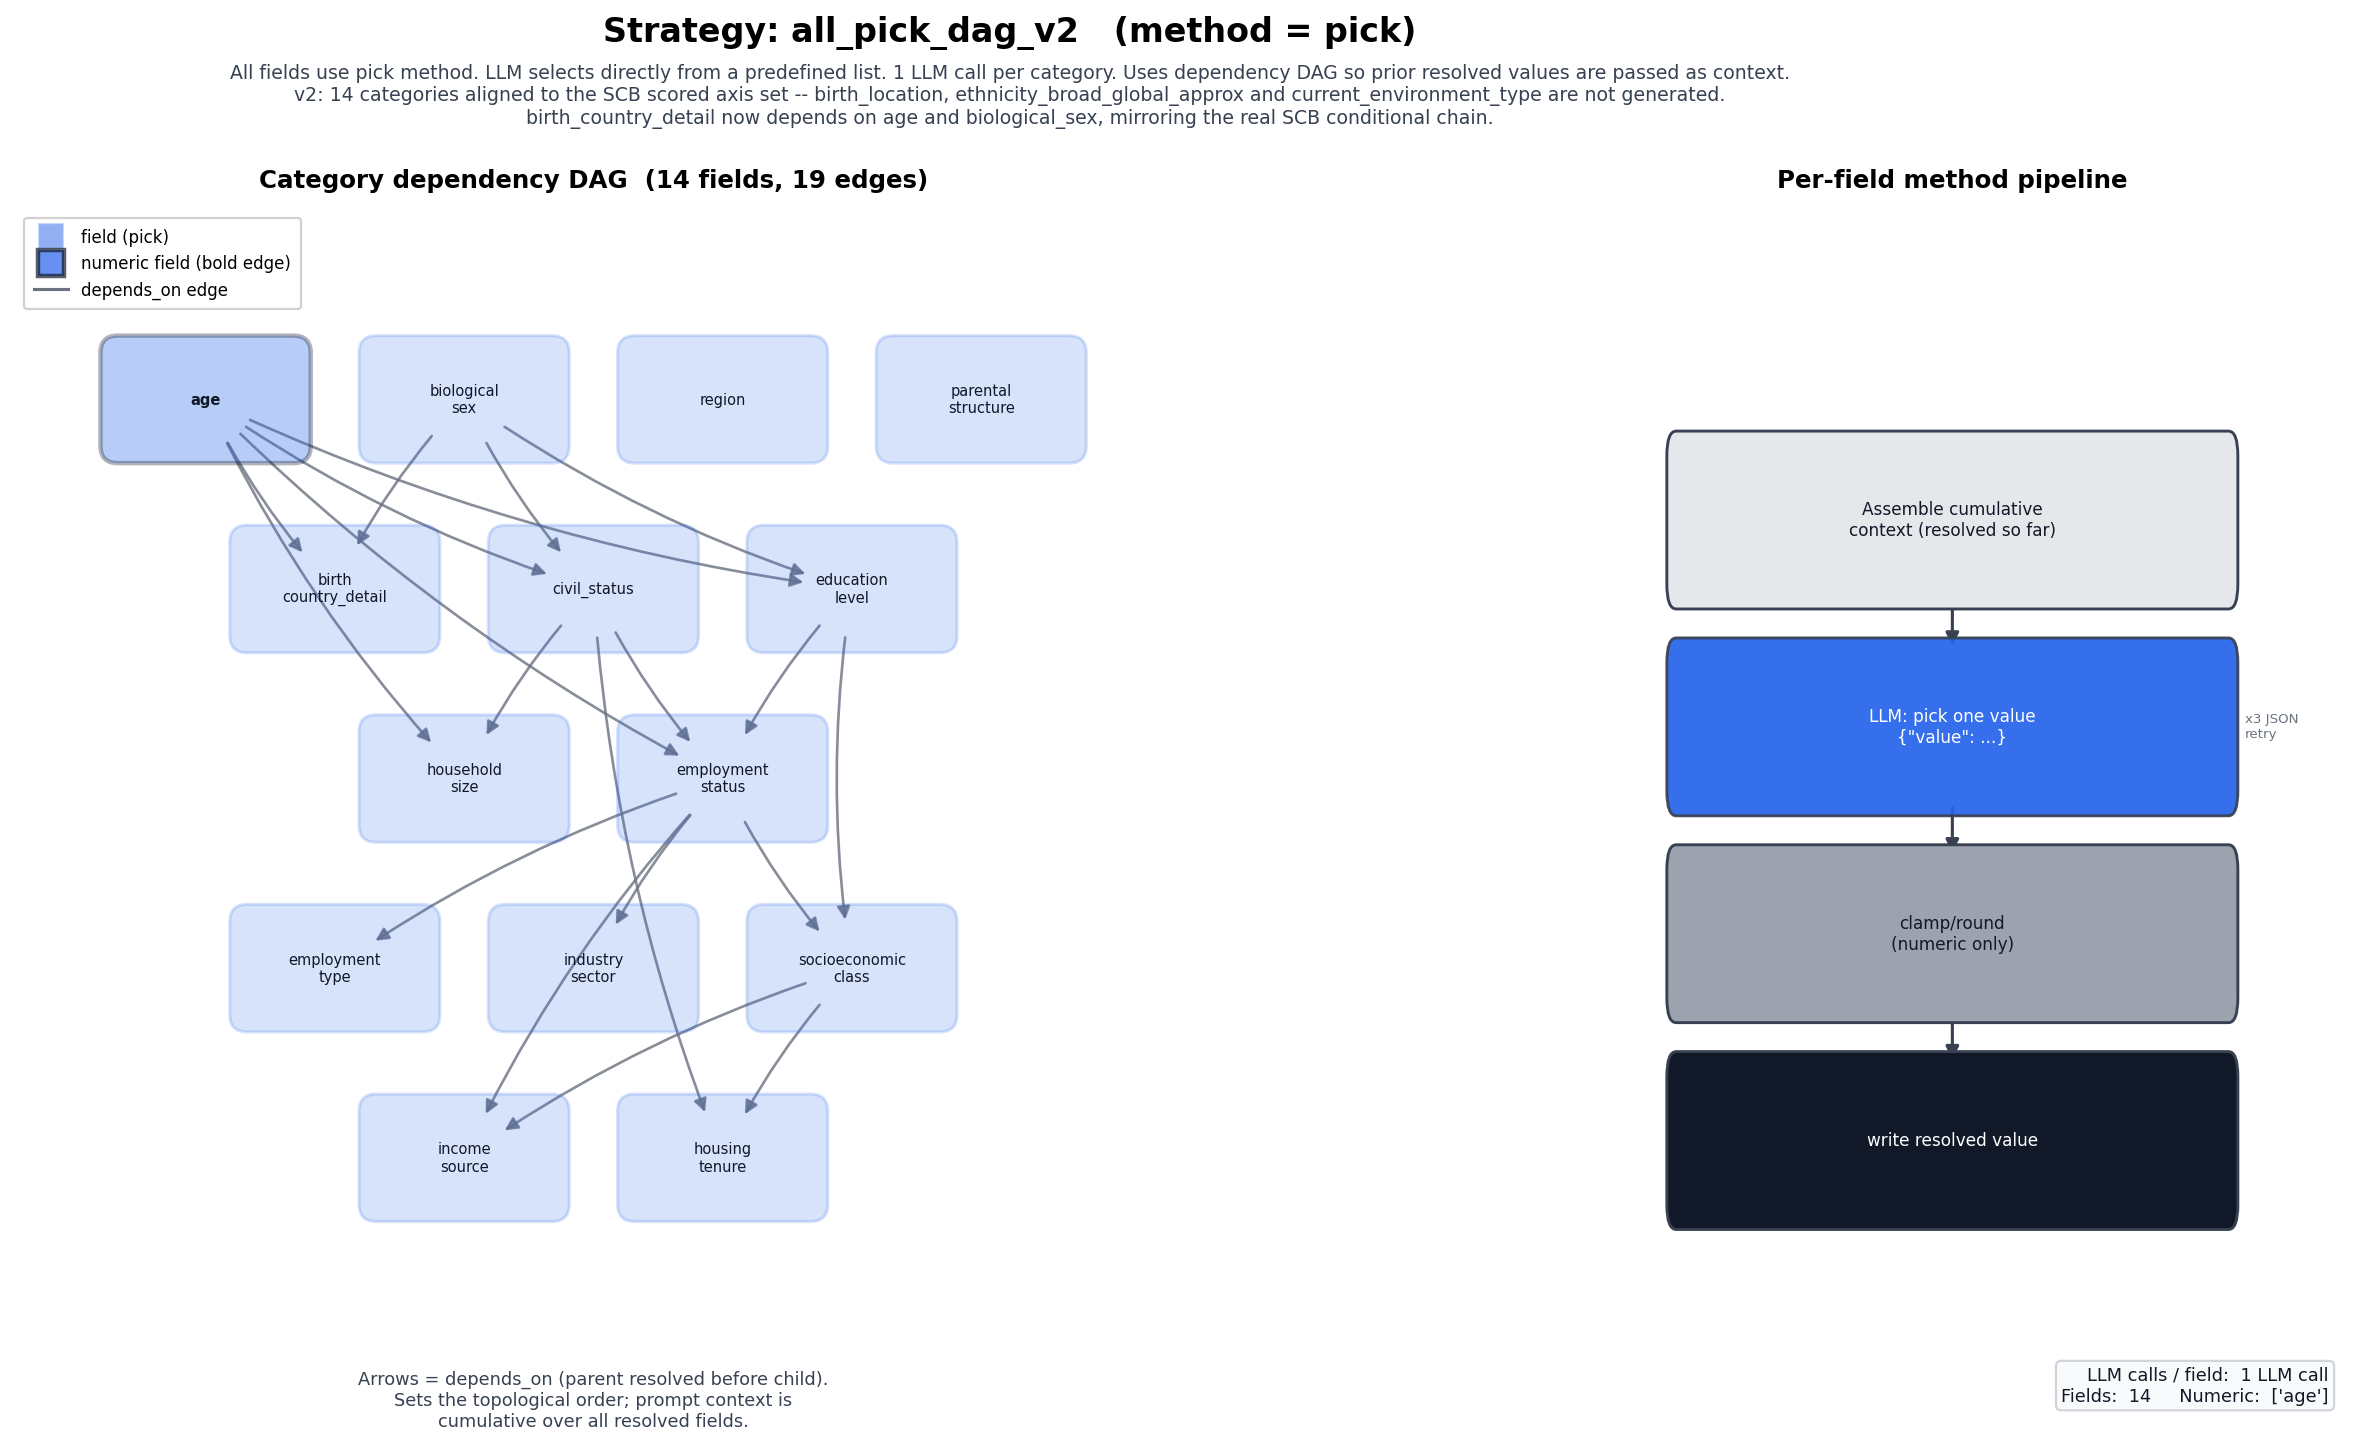 Strategy: all_pick_dag_v2   (method = pick)
All fields use pick method. LLM selects directly from a predefined list. 1 LLM call per category. Uses dependency DAG so prior resolved values are passed as context.
v2: 14 categories aligned to the SCB scored axis set -- birth_location, ethnicity_broad_global_approx and current_environment_type are not generated.
birth_country_detail now depends on age and biological_sex, mirroring the real SCB conditional chain.
Category dependency DAG  (14 fields, 19 edges)
field (pick)
numeric field (bold edge)
depends_on edge
age
biological
sex
region
parental
structure
birth
country_detail
civil_status
education
level
household
size
employment
status
employment
type
industry
sector
socioeconomic
class
income
source
housing
tenure
Arrows = depends_on (parent resolved before child).
Sets the topological order; prompt context is
cumulative over all resolved fields.
Per-field method pipeline
Assemble cumulative
context (resolved so far)
LLM: pick one value
{"value": ...}
x3 JSON
retry
clamp/round
(numeric only)
write resolved value
LLM calls / field:  1 LLM call
Fields:  14     Numeric:  ['age']